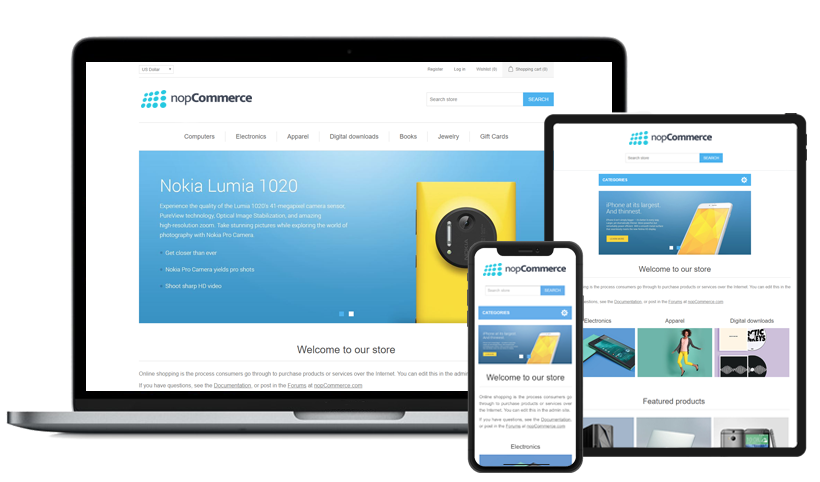 US Dollar
Register Log in Wishlist (0) Shopping cart (0)
nopCommerce
Search store SEARCH
Computers Electronics Apparel Digital downloads Books Jewelry Gift Cards
Nokia Lumia 1020
Experience the quality of the Lumia 1020's 41-megapixel camera sensor,
PureView technology, Optical Image Stabilization, and amazing
high-resolution zoom. Take stunning pictures while exploring the world of
photography with Nokia Pro Camera.
Get closer than ever
Nokia Pro Camera yields pro shots
Shoot sharp HD video
Welcome to our store
Online shopping is the process consumers go through to purchase products or services over the Internet. You can edit this in the admin
If you have questions, see the Documentation, or post in the Forums at nopCommerce.com
nopCommerce
Search store SEARCH
CATEGORIES
iPhone at its largest.
And thinnest.
Welcome to our store
Online shopping is the process consumers go
through to purchase products or services over
the Internet. You can edit this in the admin site.
If you have questions, see the Documentation,
or post in the Forums at nopCommerce.com
Electronics
nopCommerce
Search store SEARCH
CATEGORIES
iPhone at its largest.
And thinnest.
Welcome to our store
shopping is the process consumers go through to purchase products or services over the Internet. You can edit this in the
questions, see the Documentation, or post in the Forums at nopCommerce.com
Electronics Apparel Digital downloads
Featured products